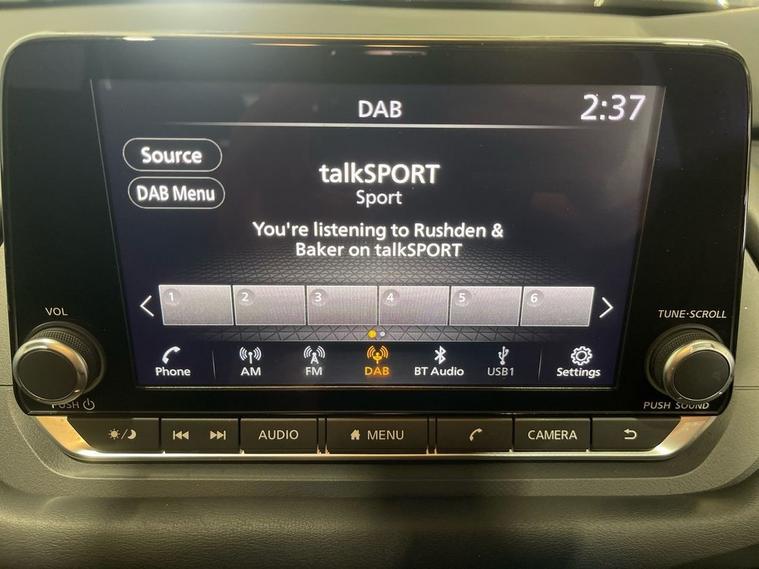 DAB
2:37
Source
DAB Menu
talkSPORT
Sport
You're listening to Rushden &
Baker on talkSPORT
1 2 3 4 5 6
Phone AM FM DAB BT Audio USB1 Settings
VOL
PUSH
TUNE·SCROLL
PUSH SOUND
AUDIO MENU CAMERA